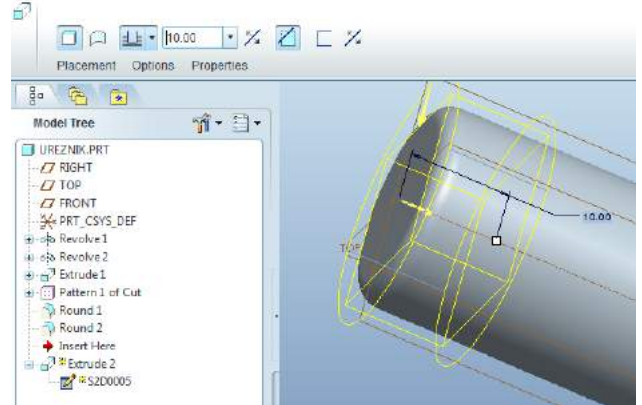 10.00
Placement Options Properties
Model Tree
UREZNIK.PRT
RIGHT
TOP
FRONT
PRT_CSYS_DEF
Revolve 1
Revolve 2
Extrude 1
Pattern 1 of Cut
Round 1
Round 2
Insert Here
Extrude 2
S2D0005
10.00
TOP